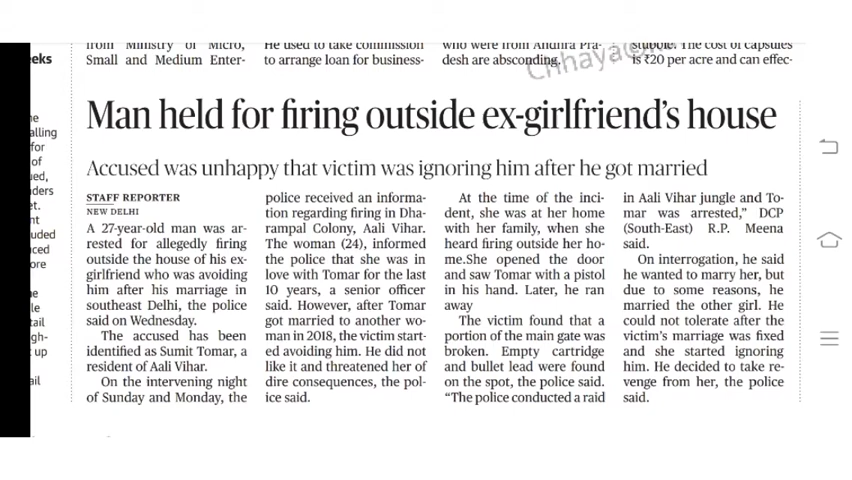 from Ministry of Micro,
Small and Medium Enter-
He used to take commission
to arrange loan for business-
who were from Andhra Pra-
desh are absconding.
stubble. The cost of capsules
is ₹20 per acre and can effec-
Man held for firing outside ex-girlfriend's house
Accused was unhappy that victim was ignoring him after he got married
STAFF REPORTER
NEW DELHI
A 27-year-old man was ar-
rested for allegedly firing
outside the house of his ex-
girlfriend who was avoiding
him after his marriage in
southeast Delhi, the police
said on Wednesday.
The accused has been
identified as Sumit Tomar, a
resident of Aali Vihar.
On the intervening night
of Sunday and Monday, the
police received an informa-
tion regarding firing in Dha-
rampal Colony, Aali Vihar.
The woman (24), informed
the police that she was in
love with Tomar for the last
10 years, a senior officer
said. However, after Tomar
got married to another wo-
man in 2018, the victim start-
ed avoiding him. He did not
like it and threatened her of
dire consequences, the pol-
ice said.
At the time of the inci-
dent, she was at her home
with her family, when she
heard firing outside her ho-
me.She opened the door
and saw Tomar with a pistol
in his hand. Later, he ran
away
The victim found that a
portion of the main gate was
broken. Empty cartridge
and bullet lead were found
on the spot, the police said.
“The police conducted a raid
in Aali Vihar jungle and To-
mar was arrested,” DCP
(South-East) R.P. Meena
said.
On interrogation, he said
he wanted to marry her, but
due to some reasons, he
married the other girl. He
could not tolerate after the
victim's marriage was fixed
and she started ignoring
him. He decided to take re-
venge from her, the police
said.